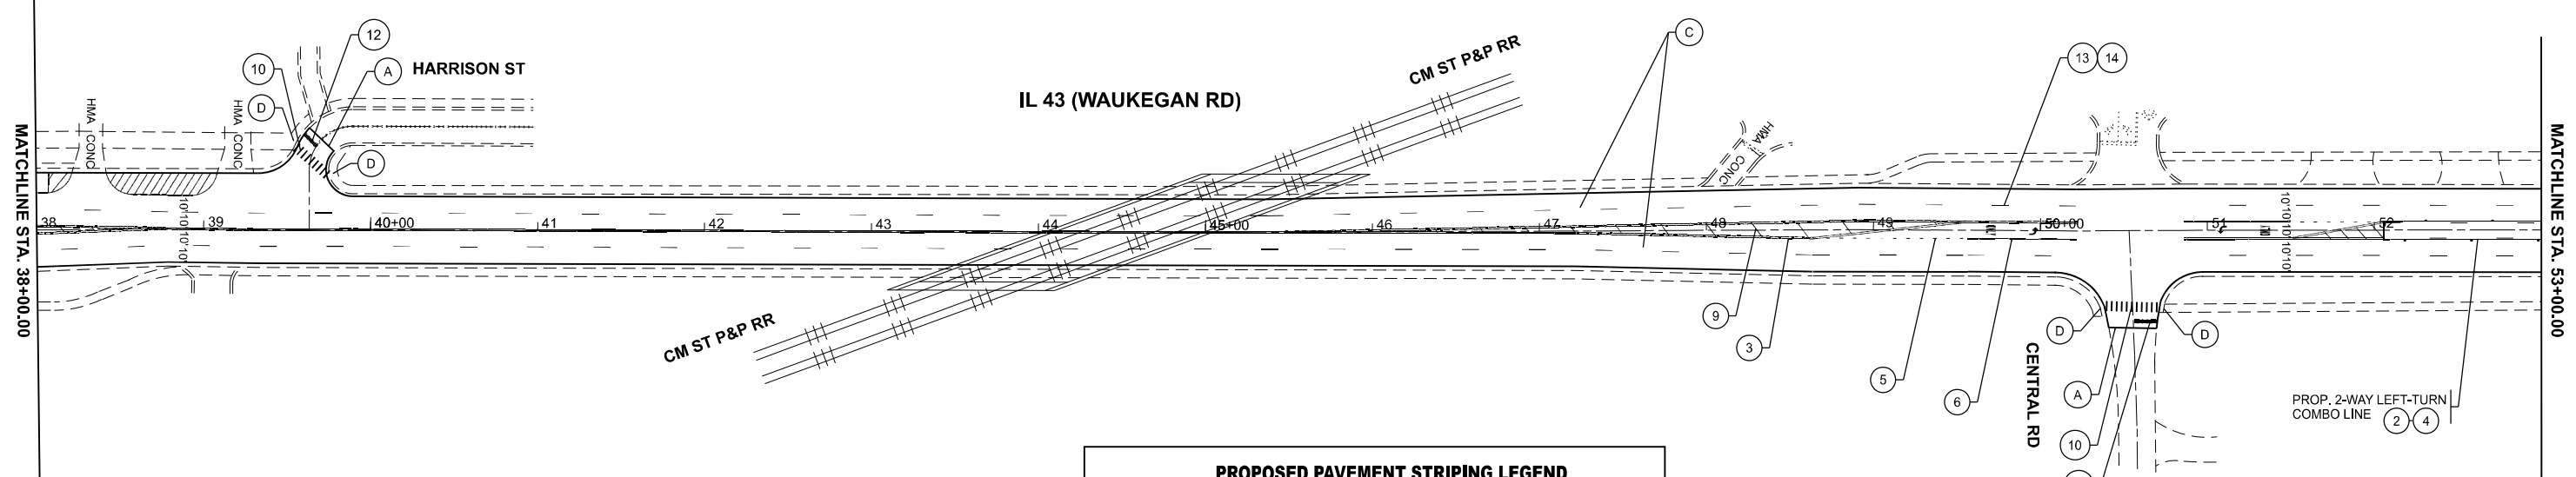 12
10
A
HARRISON ST
D
D
HMA
CONC
HMA
CONC
IL 43 (WAUKEGAN RD)
CM ST P&P RR
CM ST P&P RR
C
13 14
HMA
CONC
MATCHLINE STA. 38+00.00
MATCHLINE STA. 53+00.00
38
39
40+00
41
42
43
44
45+00
46
47
48
49
50+00
51
52
10'10'10'10'
10'10'10'10'10'
9
3
5
6
D
D
A
10
CENTRAL RD
PROP. 2-WAY LEFT-TURN
COMBO LINE 2 4
PROPOSED PAVEMENT STRIPING LEGEND